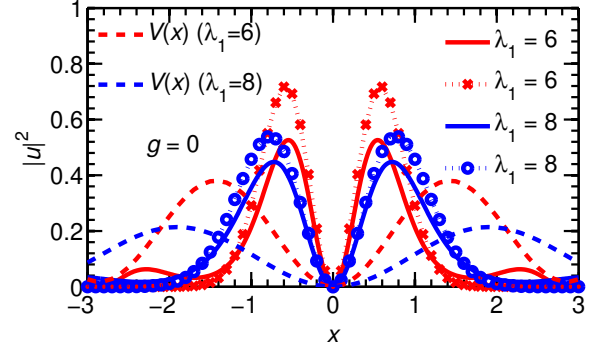 1
0.8
0.6
0.4
0.2
0
-3 -2 -1 0 1 2 3
x
|u|²
V(x) (λ₁=6)
V(x) (λ₁=8)
g = 0
λ₁ = 6
λ₁ = 6
λ₁ = 8
λ₁ = 8